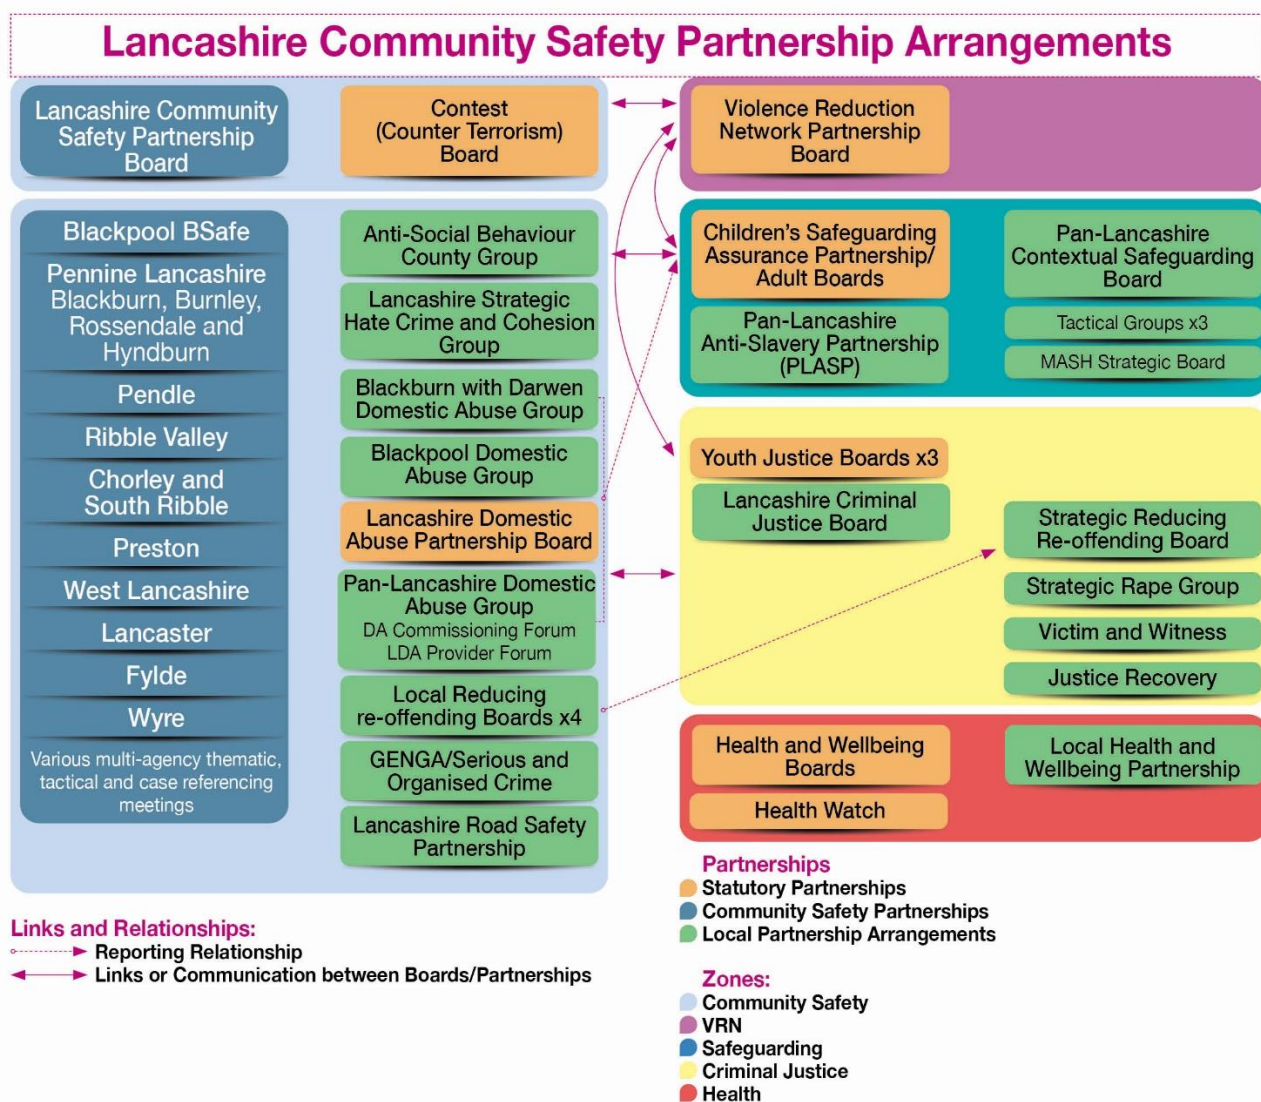 Lancashire Community Safety Partnership Arrangements
Lancashire Community
Safety Partnership
Board
Contest
(Counter Terrorism)
Board
Violence Reduction
Network Partnership
Board
Blackpool BSafe
Pennine Lancashire
Blackburn, Burnley,
Rossendale and
Hyndburn
Pendle
Ribble Valley
Chorley and
South Ribble
Preston
West Lancashire
Lancaster
Fylde
Wyre
Various multi-agency thematic,
tactical and case referencing
meetings
Anti-Social Behaviour
County Group
Lancashire Strategic
Hate Crime and Cohesion
Group
Blackburn with Darwen
Domestic Abuse Group
Blackpool Domestic
Abuse Group
Lancashire Domestic
Abuse Partnership Board
Pan-Lancashire Domestic
Abuse Group
DA Commissioning Forum
LDA Provider Forum
Local Reducing
re-offending Boards x4
GENGA/Serious and
Organised Crime
Lancashire Road Safety
Partnership
Children's Safeguarding
Assurance Partnership/
Adult Boards
Pan-Lancashire
Anti-Slavery Partnership
(PLASP)
Pan-Lancashire
Contextual Safeguarding
Board
Tactical Groups x3
MASH Strategic Board
Youth Justice Boards x3
Lancashire Criminal
Justice Board
Strategic Reducing
Re-offending Board
Strategic Rape Group
Victim and Witness
Justice Recovery
Health and Wellbeing
Boards
Health Watch
Local Health and
Wellbeing Partnership
Links and Relationships:
Reporting Relationship
Links or Communication between Boards/Partnerships
Partnerships
Statutory Partnerships
Community Safety Partnerships
Local Partnership Arrangements
Zones:
Community Safety
VRN
Safeguarding
Criminal Justice
Health